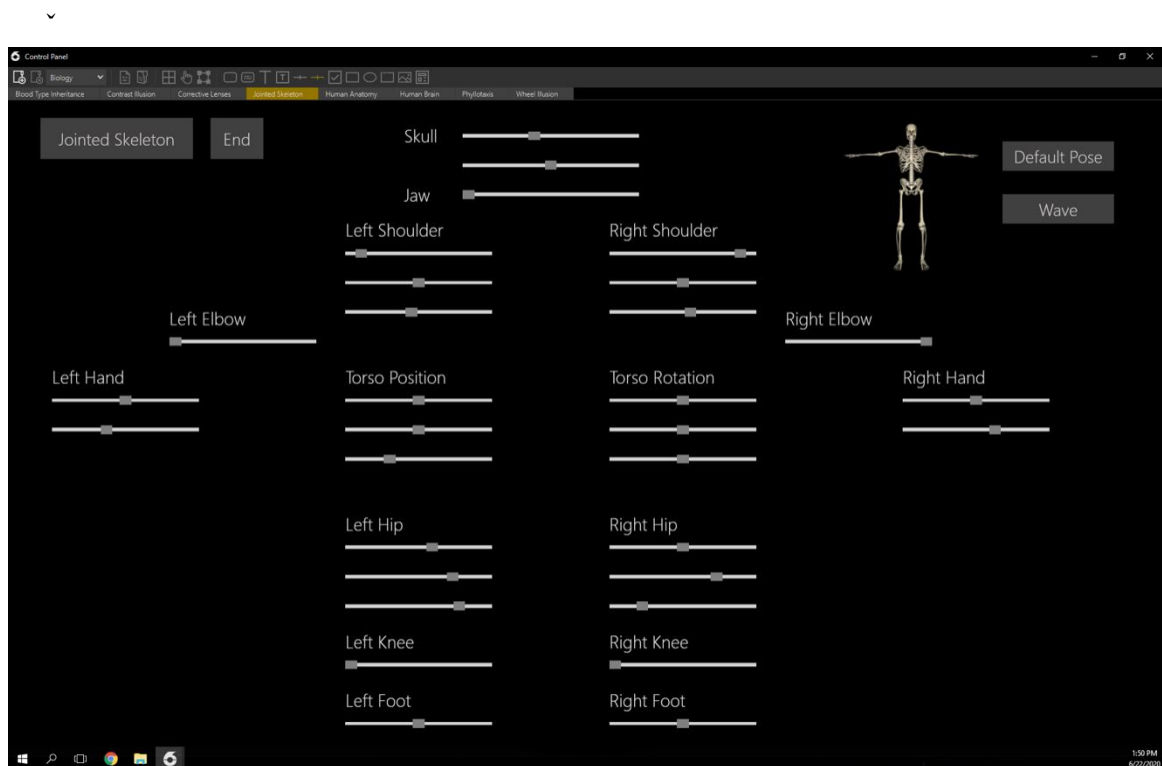 Control Panel
Biology
Blood Type Inheritance Contrast Illusion Corrective Lenses Jointed Skeleton Human Anatomy Human Brain Phyllotaxis Wheel Illusion
Jointed Skeleton End Skull Default Pose
Jaw Wave
Left Shoulder Right Shoulder
Left Elbow Right Elbow
Left Hand Torso Position Torso Rotation Right Hand
Left Hip Right Hip
Left Knee Right Knee
Left Foot Right Foot
1:50 PM
6/22/2020